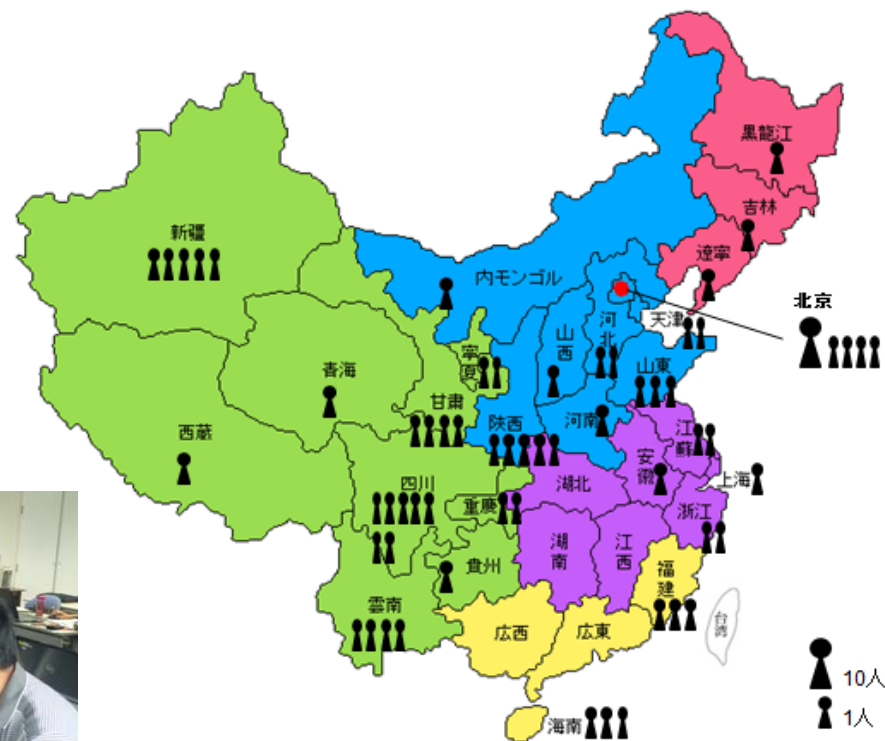 黒龍江
吉林
遼寧
新疆
内モンゴル
北京
天津
河北
山西
山東
寧夏
青海
甘粛
陝西
河南
西蔵
江蘇
安徽
上海
四川
重慶
湖北
浙江
湖南
江西
貴州
福建
雲南
台湾
広西
広東
海南
10人
1人